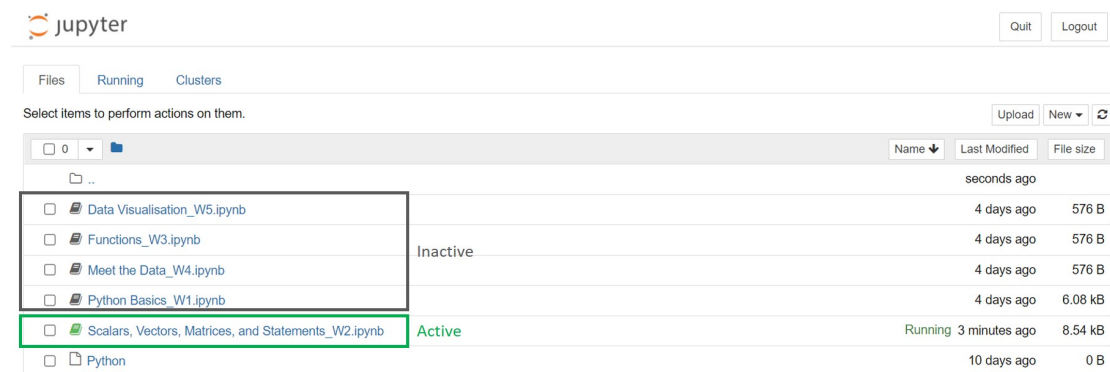 jupyter Quit Logout
Files Running Clusters
Select items to perform actions on them. Upload New
0 Name Last Modified File size
.. seconds ago
Data Visualisation_W5.ipynb 4 days ago 576 B
Functions_W3.ipynb 4 days ago 576 B
Inactive
Meet the Data_W4.ipynb 4 days ago 576 B
Python Basics_W1.ipynb 4 days ago 6.08 kB
Scalars, Vectors, Matrices, and Statements_W2.ipynb Active Running 3 minutes ago 8.54 kB
Python 10 days ago 0 B